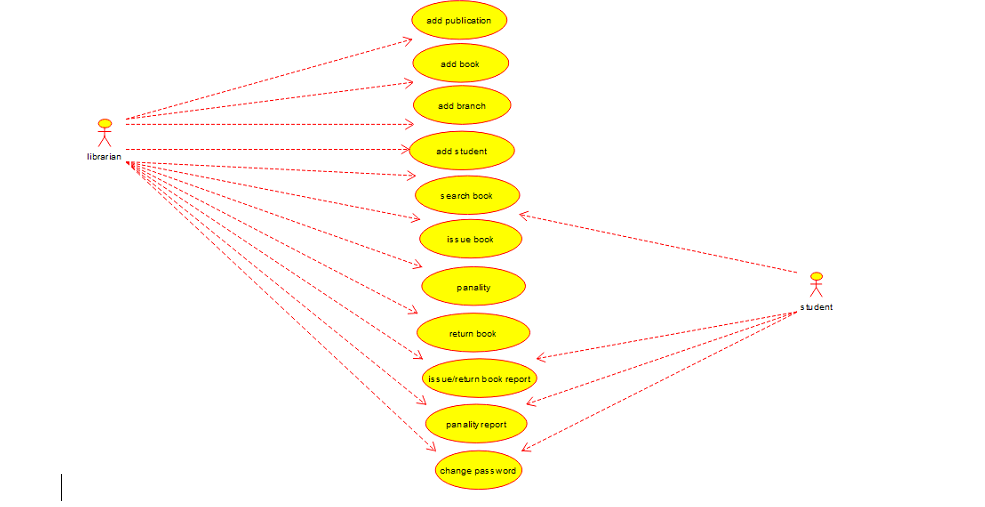 add publication
add book
add branch
librarian
add student
search book
issue book
panality
student
return book
issue/return book report
panality report
change password